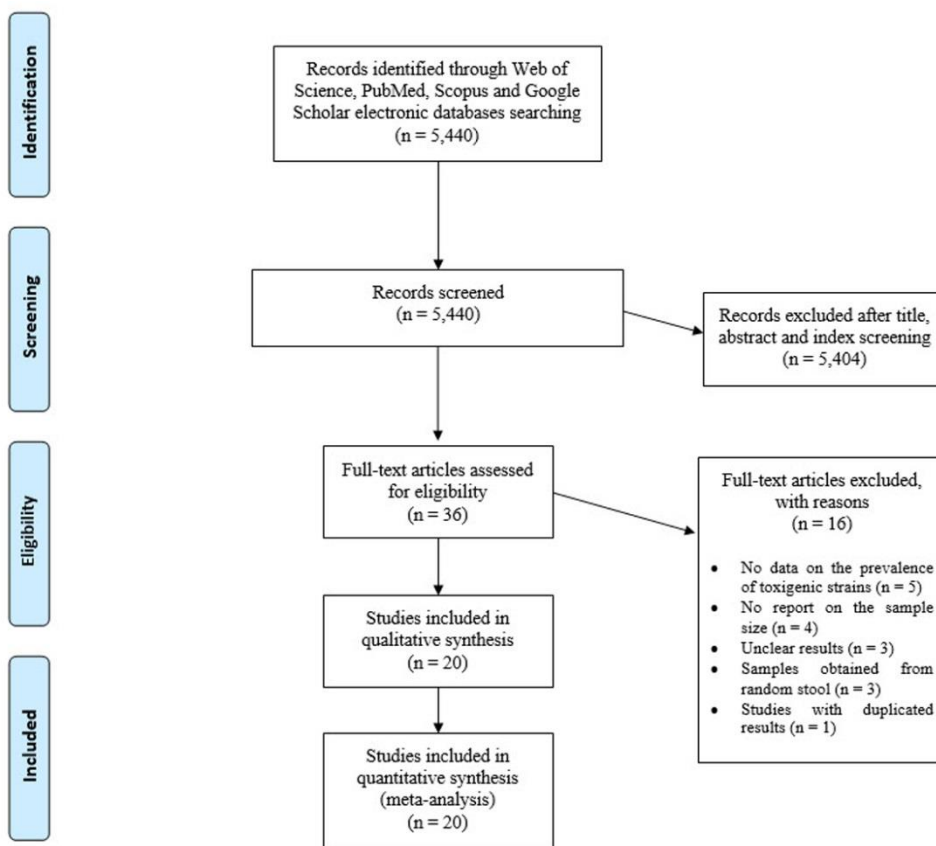 Identification
Records identified through Web of
Science, PubMed, Scopus and Google
Scholar electronic databases searching
(n = 5,440)
Screening
Records screened
(n = 5,440)
Records excluded after title,
abstract and index screening
(n = 5,404)
Eligibility
Full-text articles assessed
for eligibility
(n = 36)
Full-text articles excluded,
with reasons
(n = 16)
• No data on the prevalence
of toxigenic strains (n = 5)
• No report on the sample
size (n = 4)
• Unclear results (n = 3)
• Samples obtained from
random stool (n = 3)
• Studies with duplicated
results (n = 1)
Studies included in
qualitative synthesis
(n = 20)
Included
Studies included in
quantitative synthesis
(meta-analysis)
(n = 20)